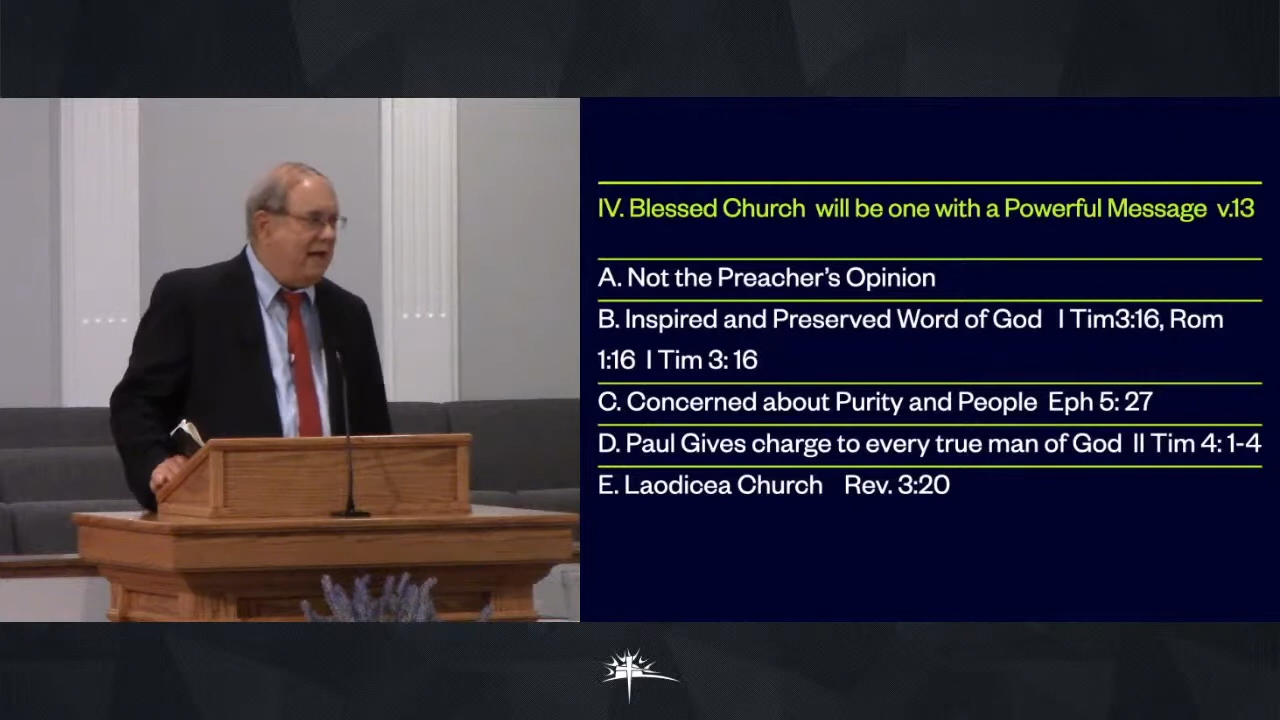 IV. Blessed Church will be one with a Powerful Message v.13
A. Not the Preacher's Opinion
B. Inspired and Preserved Word of God I Tim3:16, Rom
1:16 I Tim 3: 16
C. Concerned about Purity and People Eph 5: 27
D. Paul Gives charge to every true man of God II Tim 4: 1-4
E. Laodicea Church Rev. 3:20